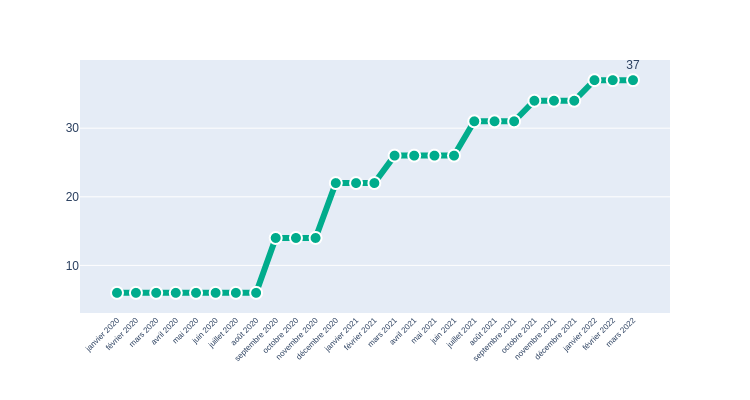 37
30
20
10
janvier 2020
février 2020
mars 2020
avril 2020
mai 2020
juin 2020
juillet 2020
août 2020
septembre 2020
octobre 2020
novembre 2020
décembre 2020
janvier 2021
février 2021
mars 2021
avril 2021
mai 2021
juin 2021
juillet 2021
août 2021
septembre 2021
octobre 2021
novembre 2021
décembre 2021
janvier 2022
février 2022
mars 2022